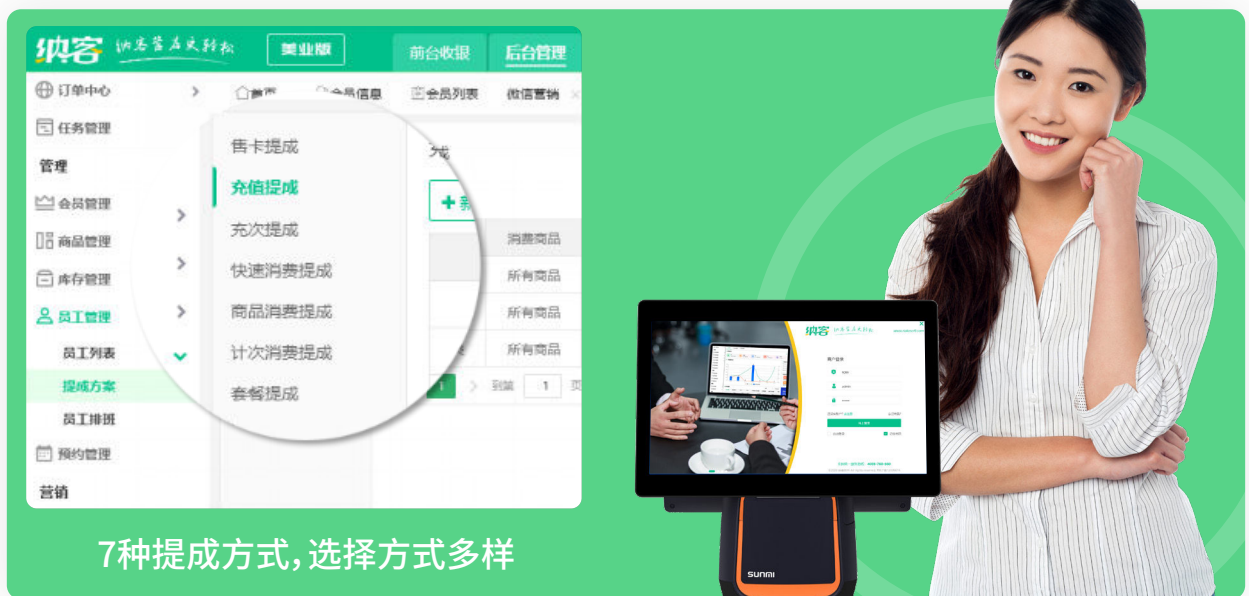 纳客 纳客营店更轻松 美业版 前台收银 后台管理
订单中心 首页 会员信息 会员列表 微信营销
任务管理
管理
会员管理
商品管理
库存管理
员工管理
员工列表
提成方案
员工排班
预约管理
营销
售卡提成
充值提成
充次提成
快速消费提成
商品消费提成
计次消费提成
套餐提成
消费商品
所有商品
所有商品
所有商品
1 到第 1 页
7种提成方式,选择方式多样
纳客
SUNMI